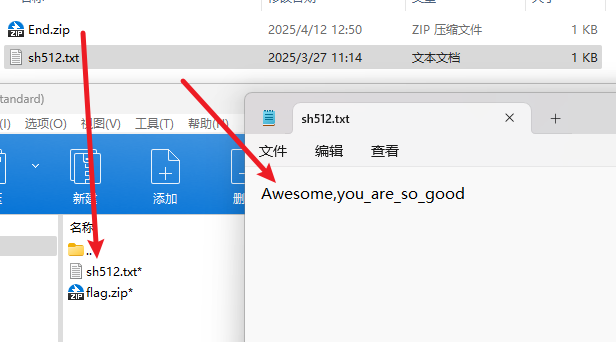 End.zip 2025/4/12 12:50 ZIP 压缩文件 1 KB
sh512.txt 2025/3/27 11:14 文本文档 1 KB
tandard)
(I) 选项(O) 视图(V) 工具(T) 帮助(H)
新建 添加
sh512.txt
文件 编辑 查看
Awesome,you_are_so_good
名称
..
sh512.txt*
flag.zip*